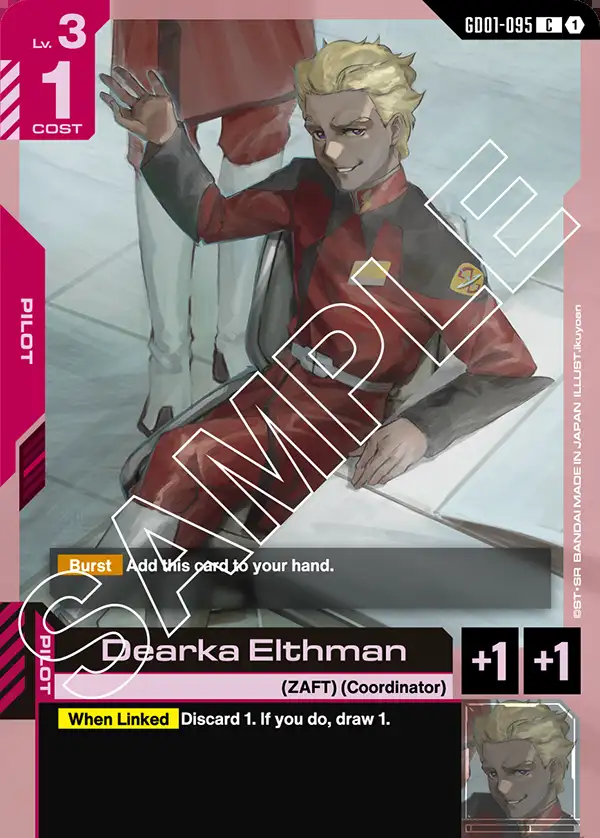 GD01-095 C 1
Lv. 3
1
COST
PILOT
SAMPLE
©ST・SR BANDAI MADE IN JAPAN ILLUST.ikuyoan
Burst Add this card to your hand.
PILOT
Dearka Elthman
+1 +1
(ZAFT) (Coordinator)
When Linked Discard 1. If you do, draw 1.